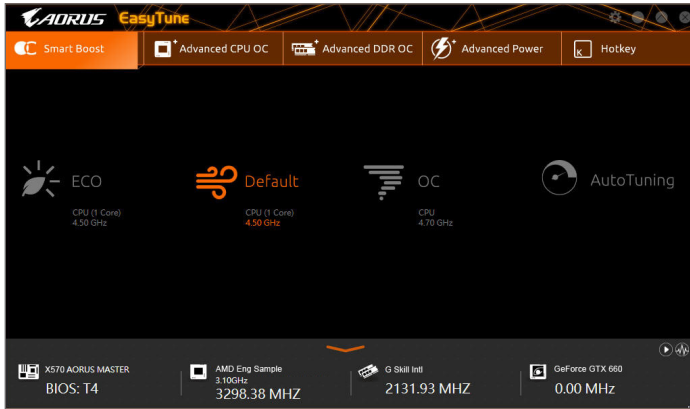 AORUS EasyTune
Smart Boost
Advanced CPU OC
Advanced DDR OC
Advanced Power
K Hotkey
ECO
CPU (1 Core)
4.50 GHz
Default
CPU (1 Core)
4.50 GHz
OC
CPU
4.70 GHz
AutoTuning
X570 AORUS MASTER
BIOS: T4
AMD Eng Sample
3.10GHz
3298.38 MHZ
G Skill Intl
2131.93 MHZ
GeForce GTX 660
0.00 MHz